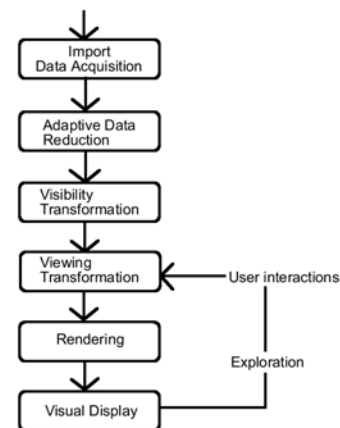 Import
Data Acquisition
Adaptive Data
Reduction
Visibility
Transformation
Viewing
Transformation
User interactions
Rendering
Exploration
Visual Display